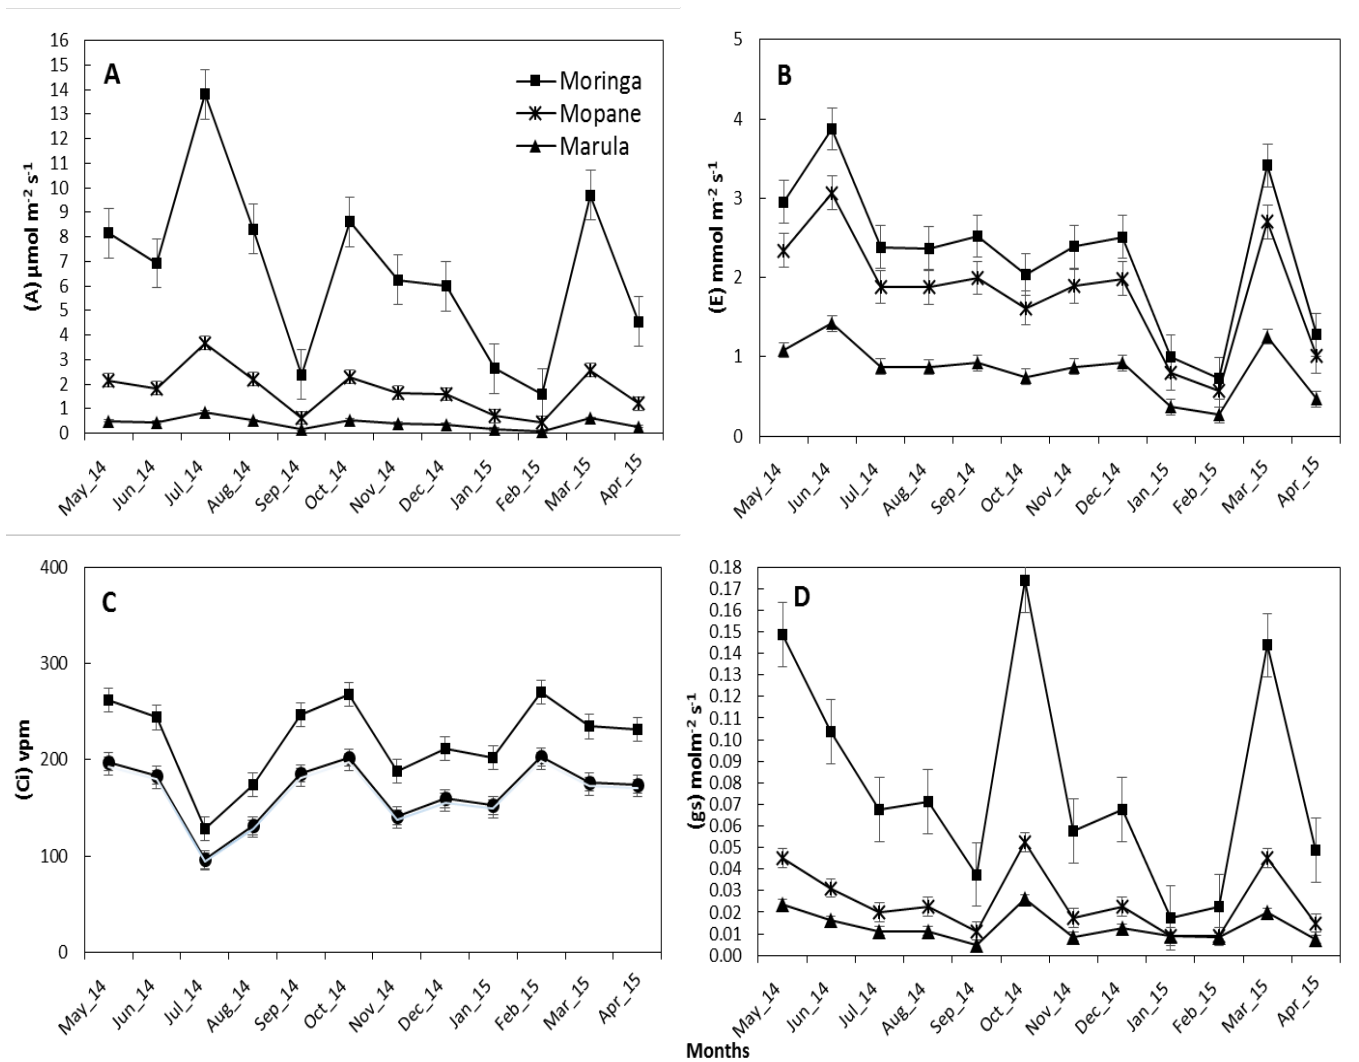 A
(A) µmol m⁻² s⁻¹
16
15
14
13
12
11
10
9
8
7
6
5
4
3
2
1
0
Moringa
Mopane
Marula
May_14
Jun_14
Jul_14
Aug_14
Sep_14
Oct_14
Nov_14
Dec_14
Jan_15
Feb_15
Mar_15
Apr_15
B
(E) mmol m⁻² s⁻¹
5
4
3
2
1
0
May_14
Jun_14
Jul_14
Aug_14
Sep_14
Oct_14
Nov_14
Dec_14
Jan_15
Feb_15
Mar_15
Apr_15
C
(Ci) vpm
400
300
200
100
0
May_14
Jun_14
Jul_14
Aug_14
Sep_14
Oct_14
Nov_14
Dec_14
Jan_15
Feb_15
Mar_15
Apr_15
D
(gs) molm⁻² s⁻¹
0.18
0.17
0.16
0.15
0.14
0.13
0.12
0.11
0.10
0.09
0.08
0.07
0.06
0.05
0.04
0.03
0.02
0.01
0.00
May_14
Jun_14
Jul_14
Aug_14
Sep_14
Oct_14
Nov_14
Dec_14
Jan_15
Feb_15
Mar_15
Apr_15
Months